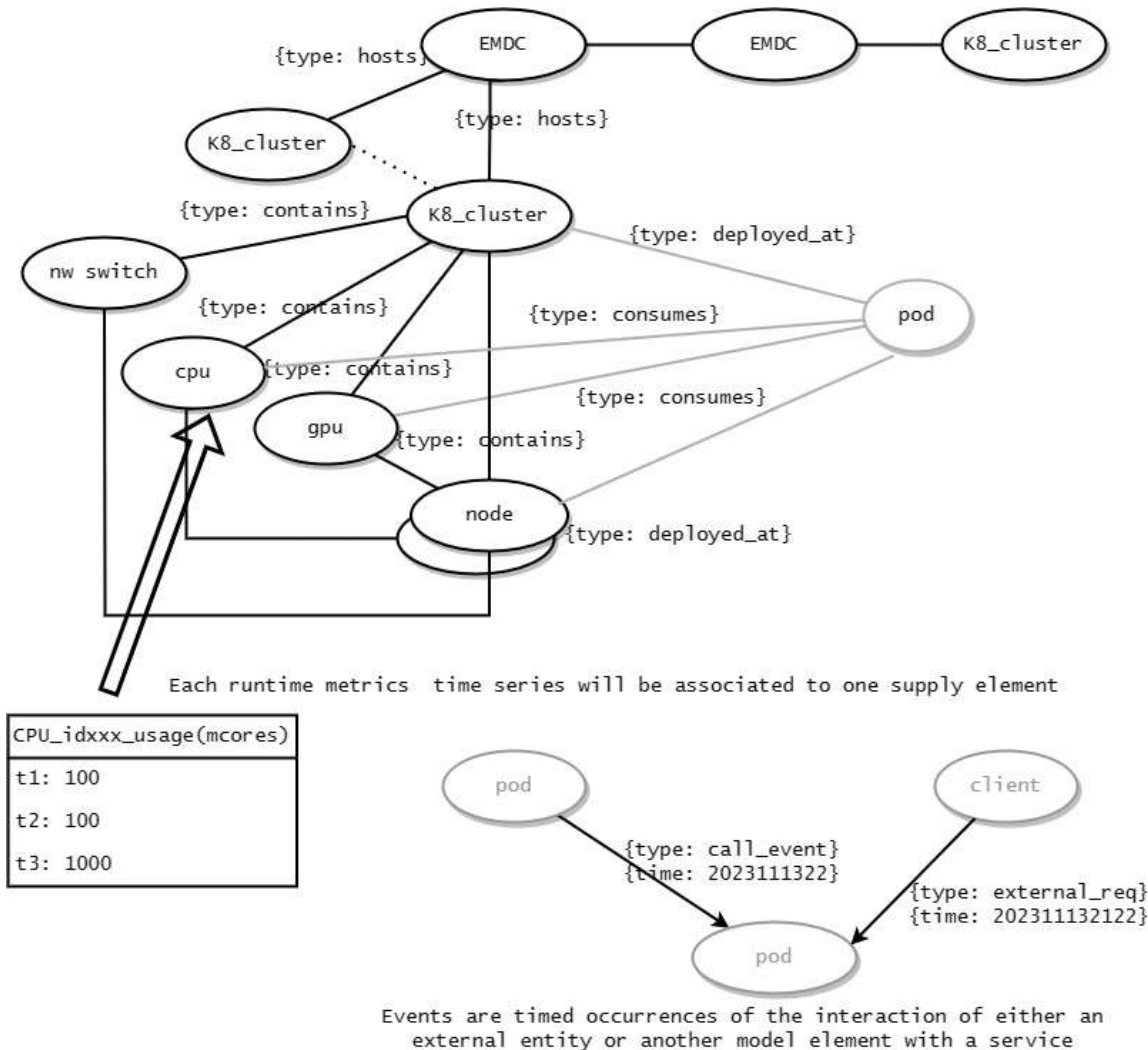 EMDC
EMDC
K8_cluster
{type: hosts}
{type: hosts}
K8_cluster
{type: contains}
K8_cluster
{type: deployed_at}
nw switch
{type: contains}
{type: consumes}
pod
cpu
{type: contains}
{type: consumes}
gpu
{type: contains}
node
{type: deployed_at}
Each runtime metrics time series will be associated to one supply element
CPU_idxxx_usage(mcores)
t1: 100
t2: 100
t3: 1000
pod
client
{type: call_event}
{time: 2023111322}
{type: external_req}
{time: 202311132122}
pod
Events are timed occurrences of the interaction of either an
external entity or another model element with a service